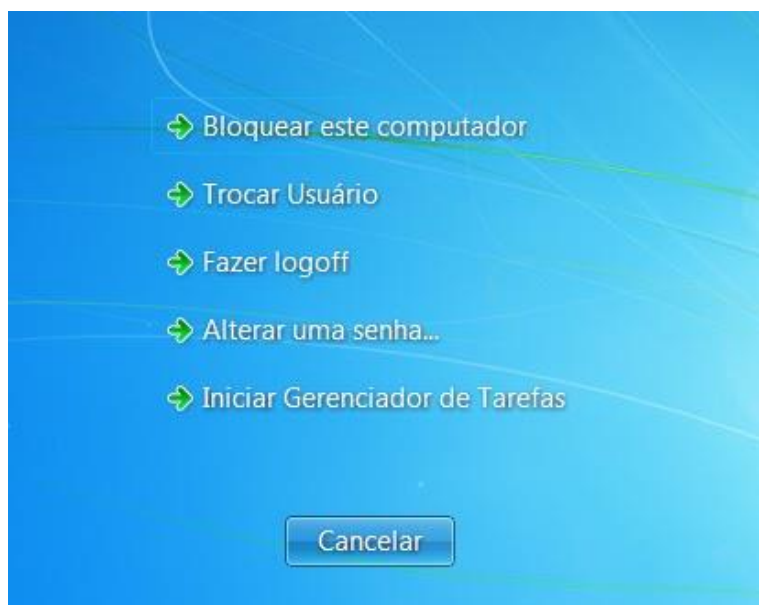 Bloquear este computador
Trocar Usuário
Fazer logoff
Alterar uma senha...
Iniciar Gerenciador de Tarefas
Cancelar